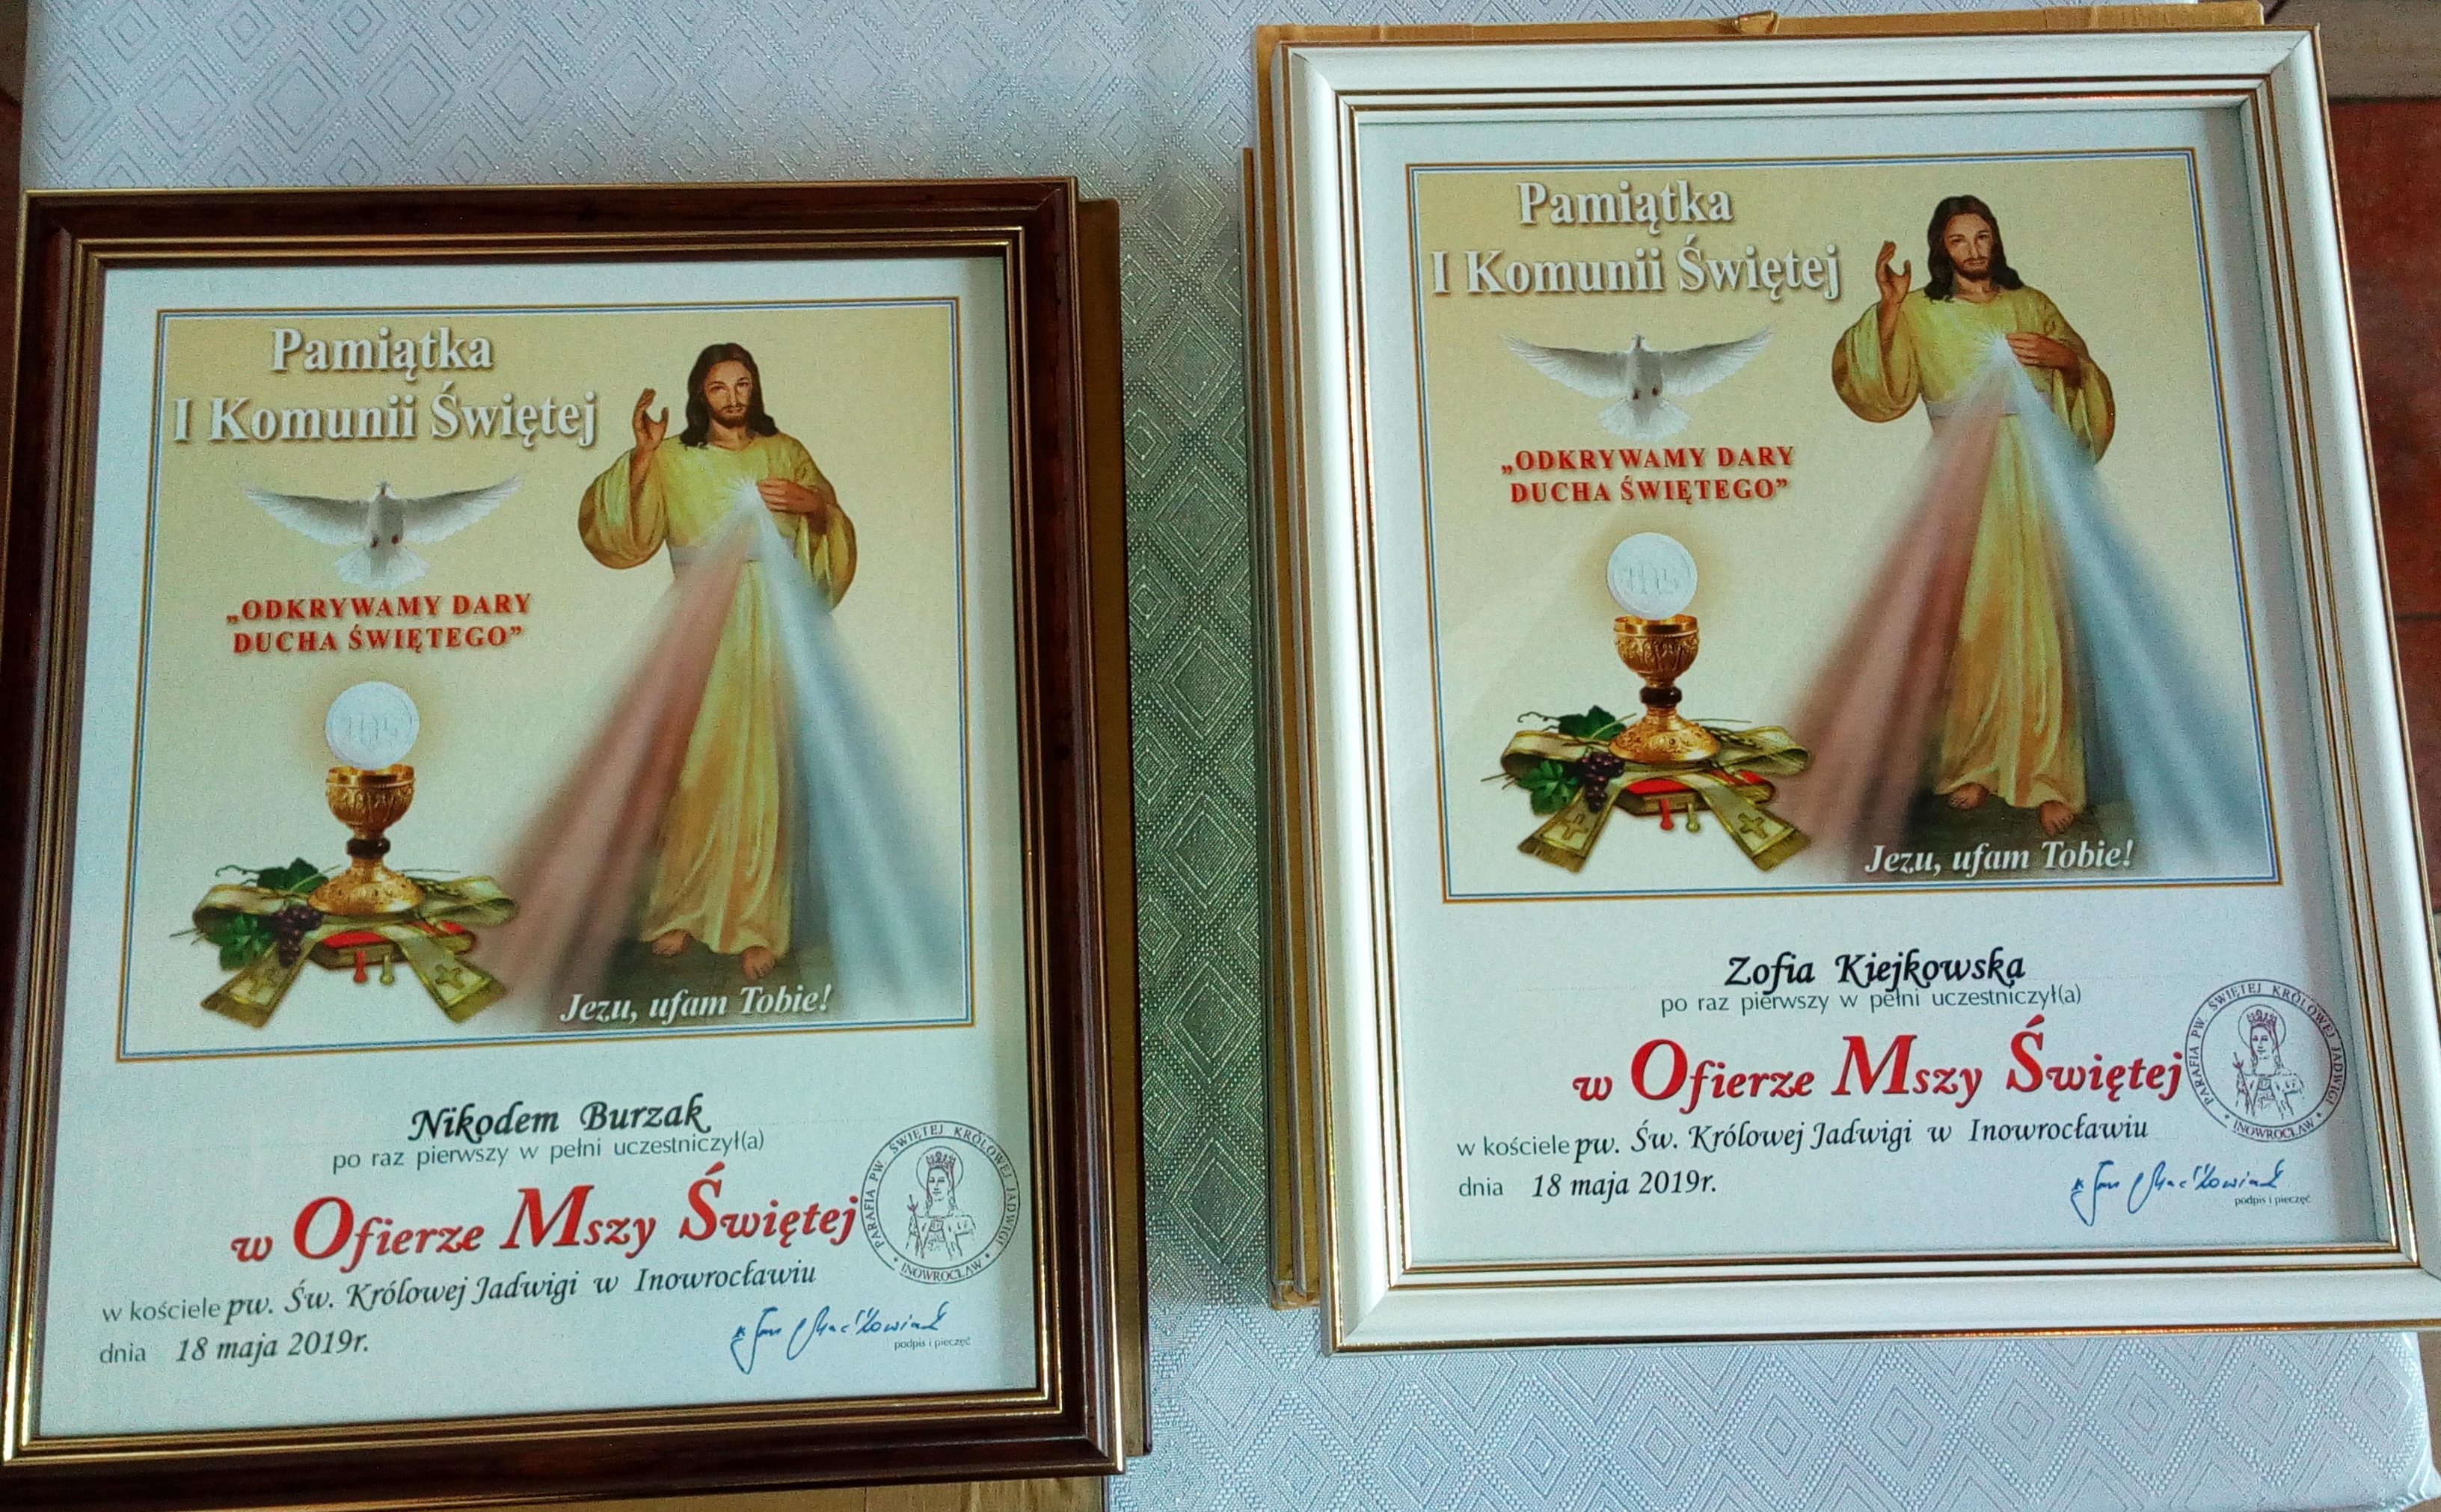 Pamiątka
I Komunii Świętej
„ODKRYWAMY DARY
DUCHA ŚWIĘTEGO”
Jezu, ufam Tobie!
Nikodem Burzak
po raz pierwszy w pełni uczestniczył(a)
w Ofierze Mszy Świętej
w kościele pw. Św. Królowej Jadwigi w Inowrocławiu
dnia 18 maja 2019r.
podpis i pieczęć
PARAFIA PW. ŚWIĘTEJ KRÓLOWEJ JADWIGI
INOWROCŁAW
Pamiątka
I Komunii Świętej
„ODKRYWAMY DARY
DUCHA ŚWIĘTEGO”
Jezu, ufam Tobie!
Zofia Kiejkowska
po raz pierwszy w pełni uczestniczył(a)
w Ofierze Mszy Świętej
w kościele pw. Św. Królowej Jadwigi w Inowrocławiu
dnia 18 maja 2019r.
podpis i pieczęć
PARAFIA PW. ŚWIĘTEJ KRÓLOWEJ JADWIGI
INOWROCŁAW